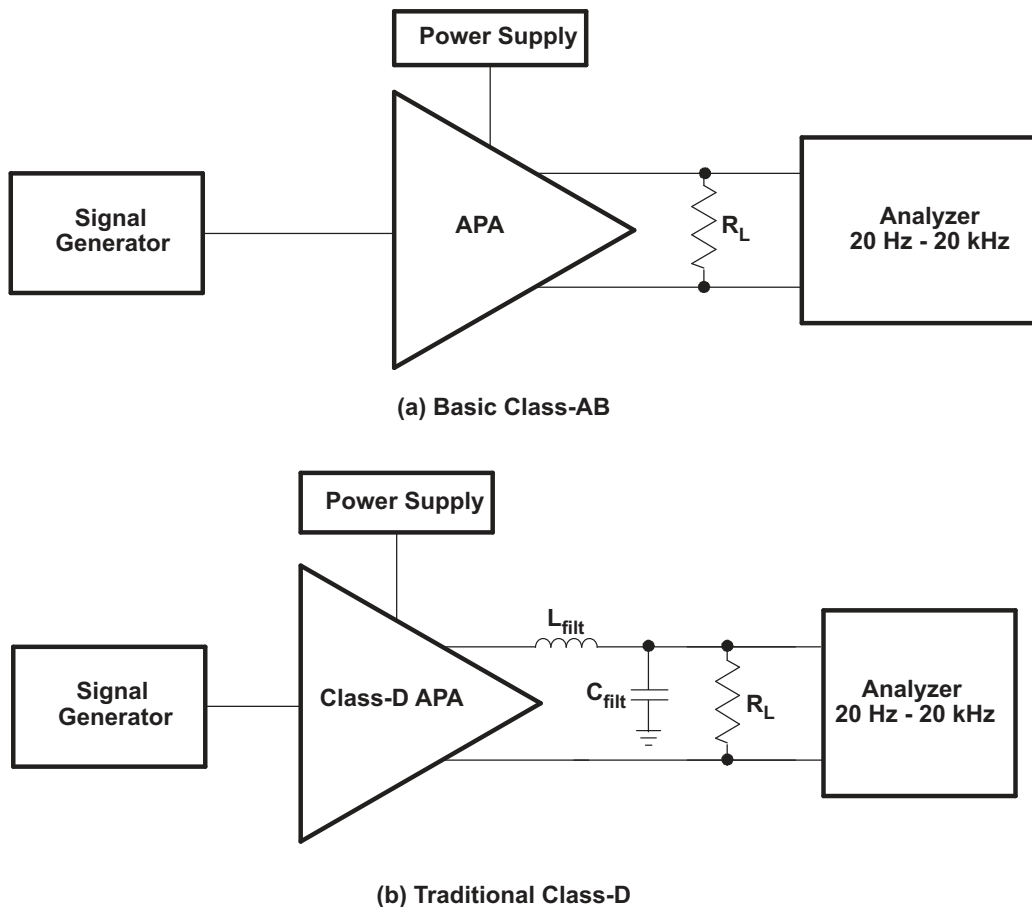 Power Supply
Signal
Generator
APA
R_L
Analyzer
20 Hz - 20 kHz
(a) Basic Class-AB
Power Supply
L_filt
Signal
Generator
Class-D APA
C_filt
R_L
Analyzer
20 Hz - 20 kHz
(b) Traditional Class-D